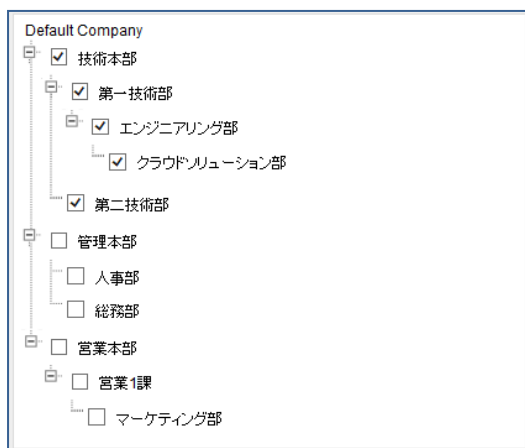 Default Company
技術本部
第一技術部
エンジニアリング部
クラウドソリューション部
第二技術部
管理本部
人事部
総務部
営業本部
営業1課
マーケティング部